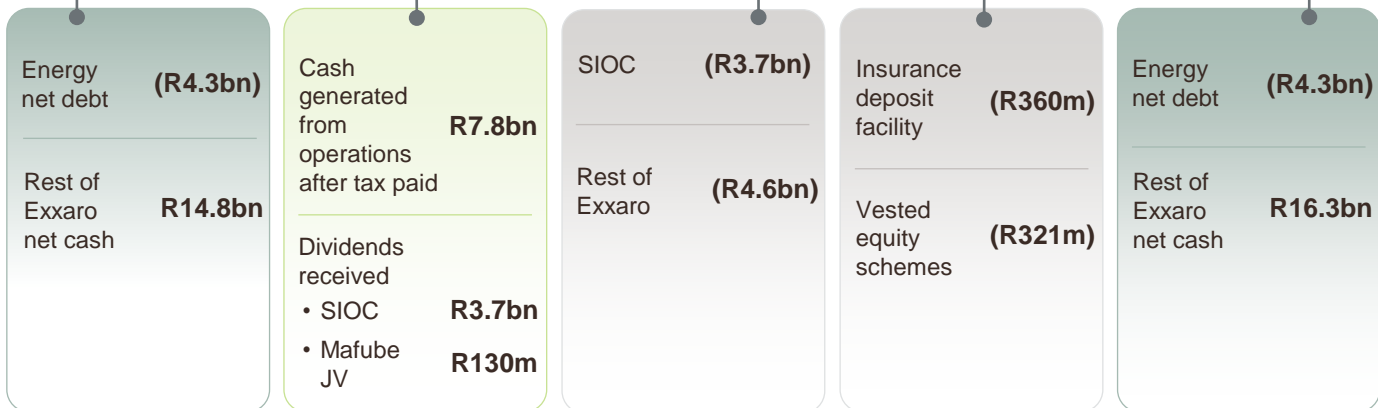 Energy
net debt
(R4.3bn)
Rest of
Exxaro
net cash
R14.8bn
Cash
generated
from
operations
after tax paid
R7.8bn
Dividends
received
• SIOC
R3.7bn
• Mafube
JV
R130m
SIOC
(R3.7bn)
Rest of
Exxaro
(R4.6bn)
Insurance
deposit
facility
(R360m)
Vested
equity
schemes
(R321m)
Energy
net debt
(R4.3bn)
Rest of
Exxaro
net cash
R16.3bn